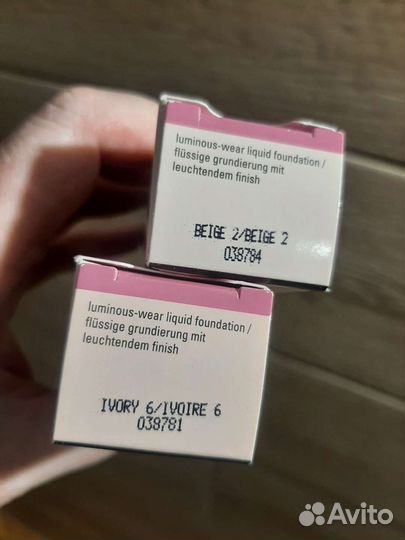 luminous-wear liquid foundation /
flüssige grundierung mit
leuchtendem finish
BEIGE 2/BEIGE 2
038784
luminous-wear liquid foundation /
flüssige grundierung mit
leuchtendem finish
IVORY 6/IVOIRE 6
038781
Avito